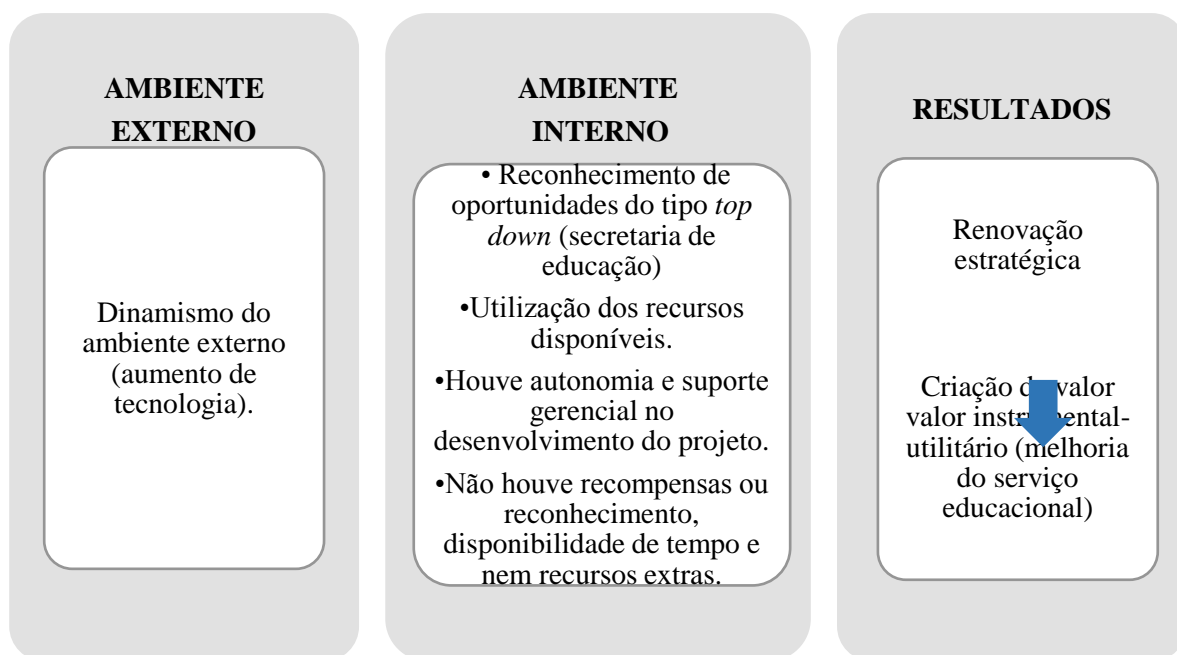 AMBIENTE
EXTERNO
Dinamismo do
ambiente externo
(aumento de
tecnologia).
AMBIENTE
INTERNO
• Reconhecimento de
oportunidades do tipo top
down (secretaria de
educação)
•Utilização dos recursos
disponíveis.
•Houve autonomia e suporte
gerencial no
desenvolvimento do projeto.
•Não houve recompensas ou
reconhecimento,
disponibilidade de tempo e
nem recursos extras.
RESULTADOS
Renovação
estratégica
Criação de valor
valor instrumental-
utilitário (melhoria
do serviço
educacional)